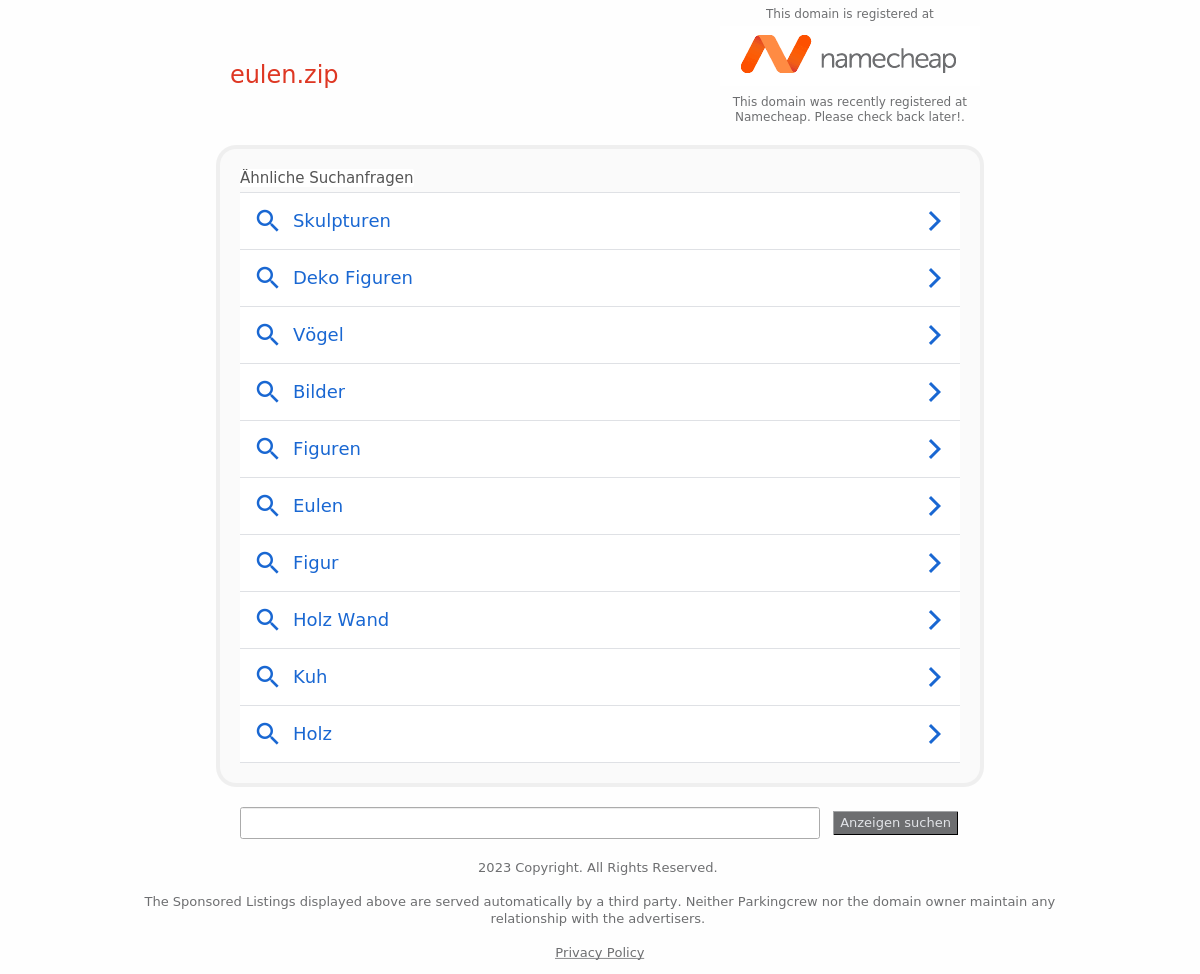 This domain is registered at
namecheap
eulen.zip
This domain was recently registered at
Namecheap. Please check back later!.
Ähnliche Suchanfragen
Skulpturen
Deko Figuren
Vögel
Bilder
Figuren
Eulen
Figur
Holz Wand
Kuh
Holz
Anzeigen suchen
2023 Copyright. All Rights Reserved.
The Sponsored Listings displayed above are served automatically by a third party. Neither Parkingcrew nor the domain owner maintain any
relationship with the advertisers.
Privacy Policy